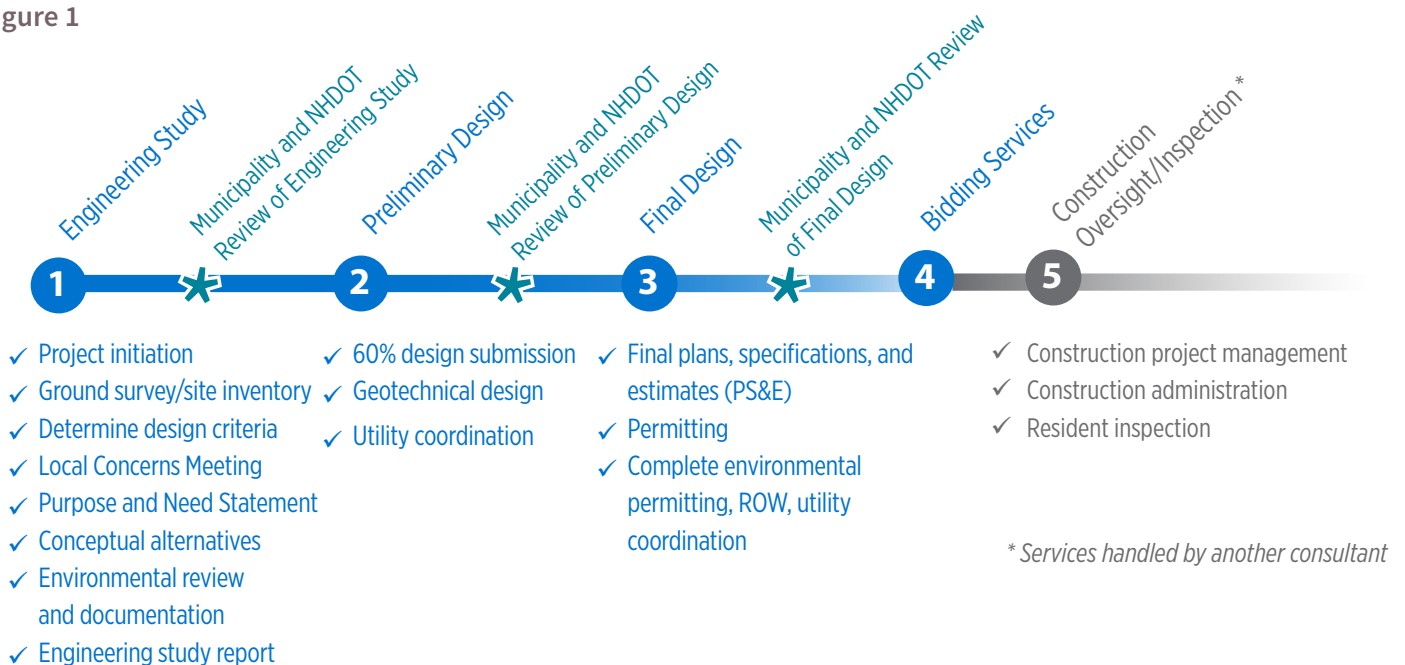 gure 1
Engineering Study
Municipality and NHDOT
Review of Engineering Study
Preliminary Design
Municipality and NHDOT
Review of Preliminary Design
Final Design
Municipality and NHDOT Review
of Final Design
Bidding Services
Construction
Oversight/Inspection *
1
2
3
4
5
✓ Project initiation
✓ Ground survey/site inventory
✓ Determine design criteria
✓ Local Concerns Meeting
✓ Purpose and Need Statement
✓ Conceptual alternatives
✓ Environmental review
and documentation
✓ Engineering study report
✓ 60% design submission
✓ Geotechnical design
✓ Utility coordination
✓ Final plans, specifications, and
estimates (PS&E)
✓ Permitting
✓ Complete environmental
permitting, ROW, utility
coordination
✓ Construction project management
✓ Construction administration
✓ Resident inspection
* Services handled by another consultant